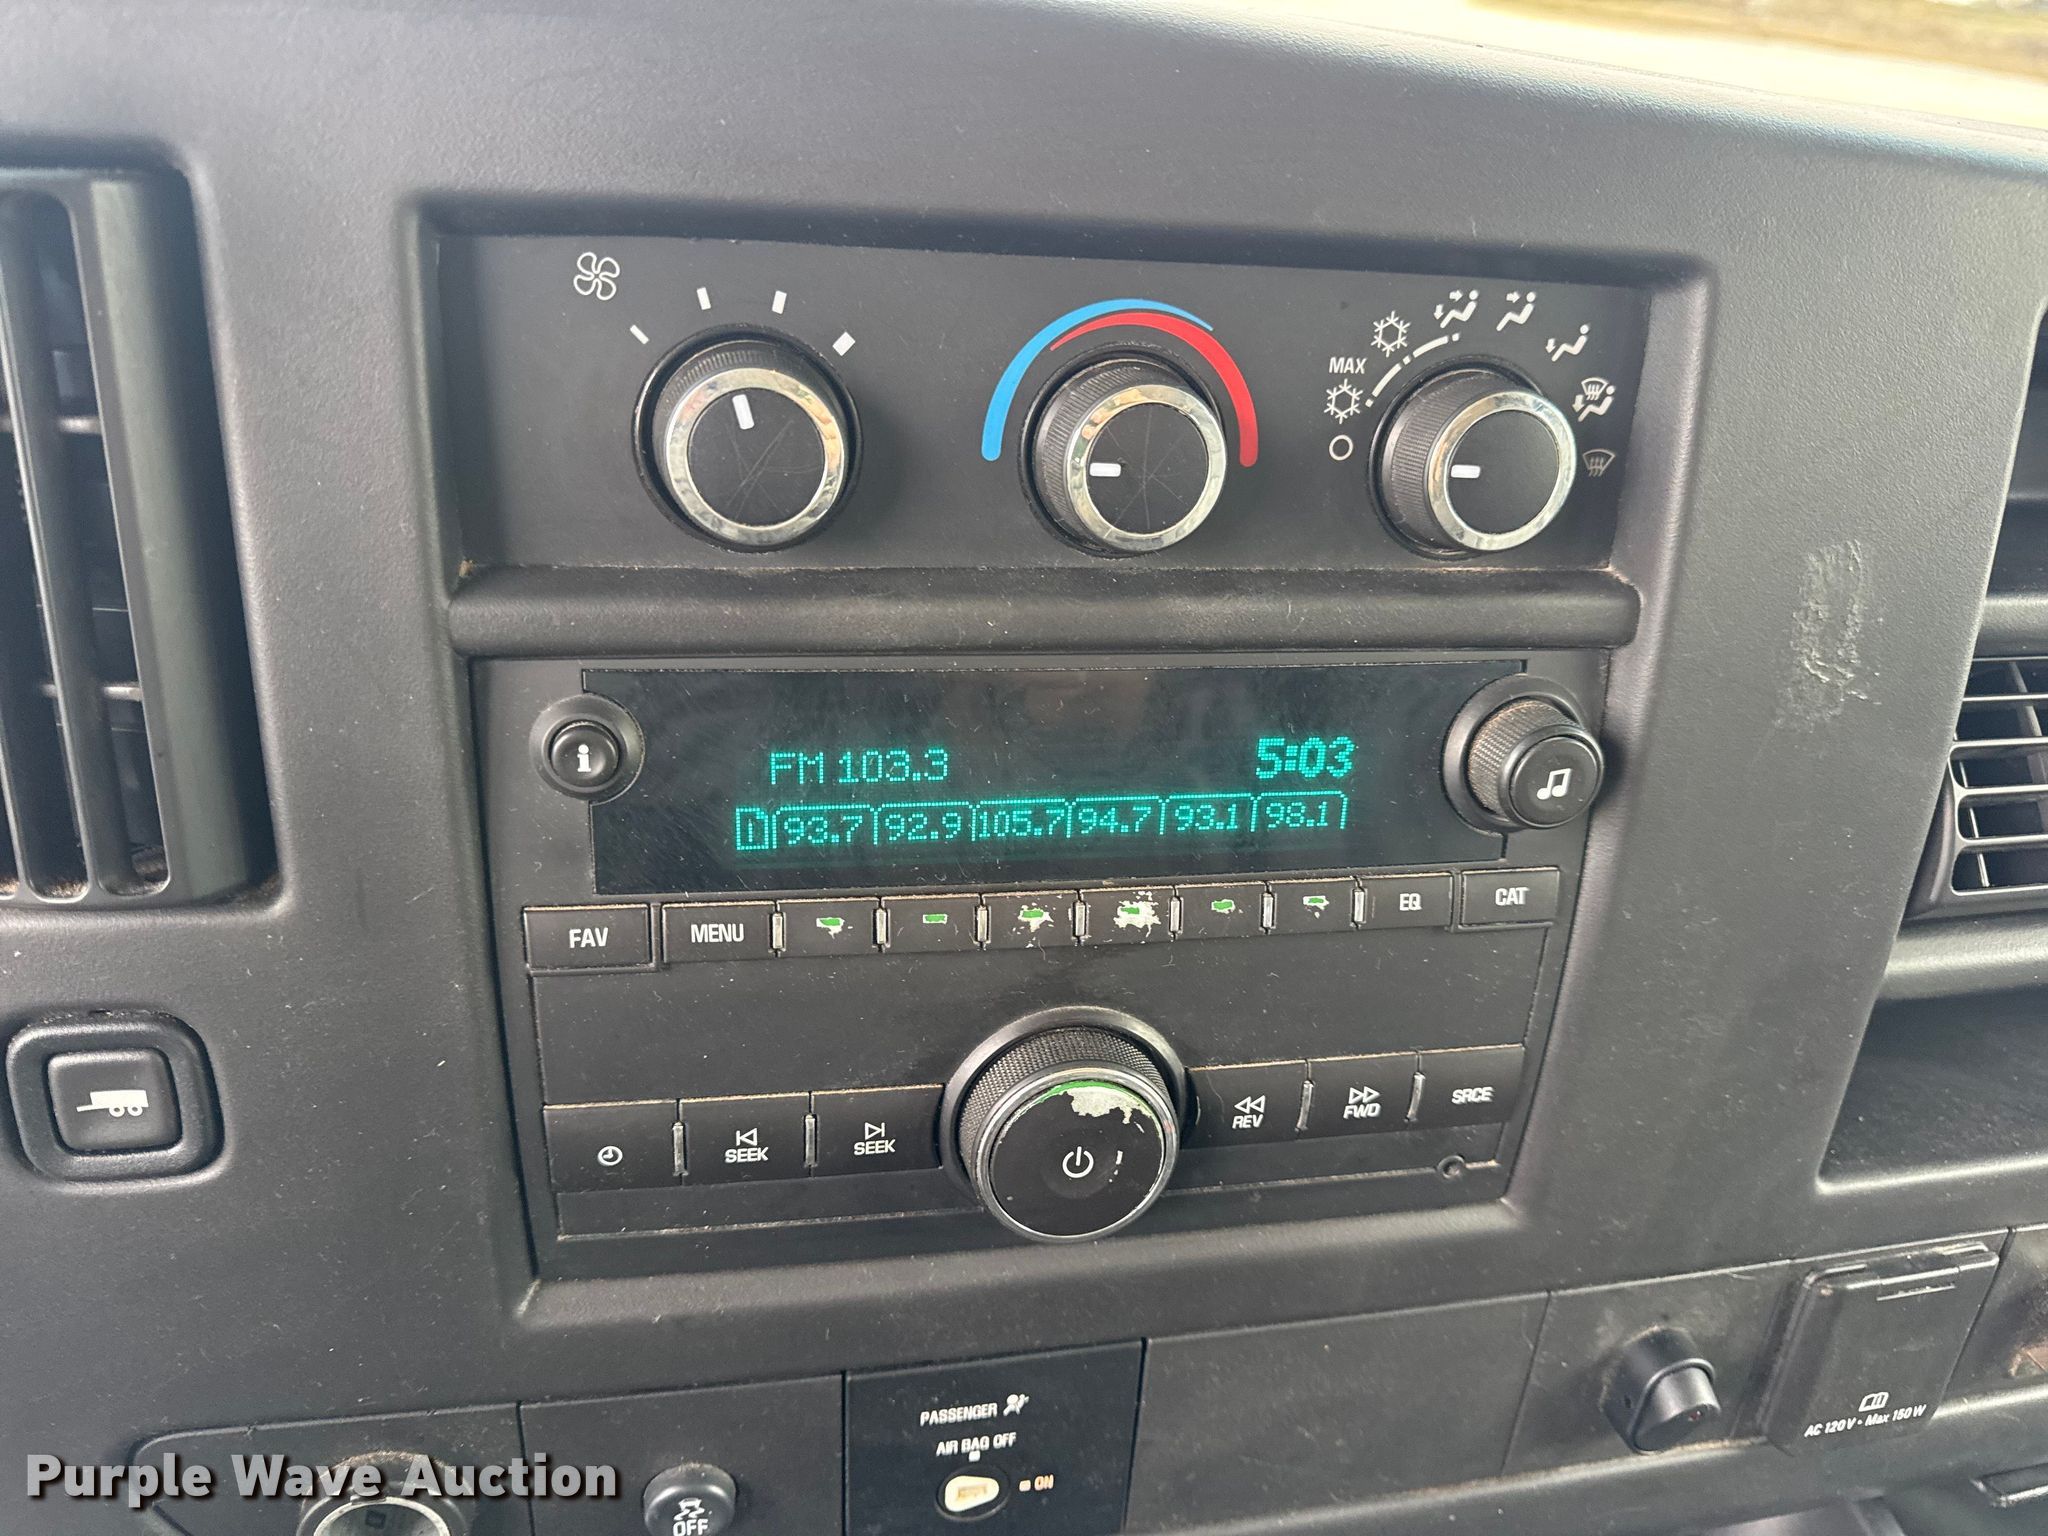 MAX
i
FM 103.3 5:03
1 93.7 92.9 105.7 94.7 93.1 98.1
FAV MENU EQ CAT
SEEK SEEK REV FWD SRCE
PASSENGER
AIR BAG OFF
ON
OFF
AC 120V - Max 150 W
Purple Wave Auction